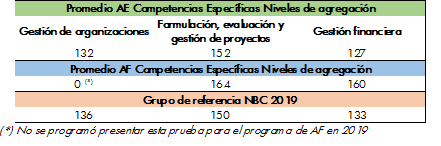 Promedio AE Competencias Específicas Niveles de agregación
Gestión de organizaciones Formulación, evaluación y gestión de proyectos Gestión financiera
132 152 127
Promedio AF Competencias Específicas Niveles de agregación
0 (*) 164 160
Grupo de referencia NBC 2019
136 150 133
(*) No se programó presentar esta prueba para el programa de AF en 2019